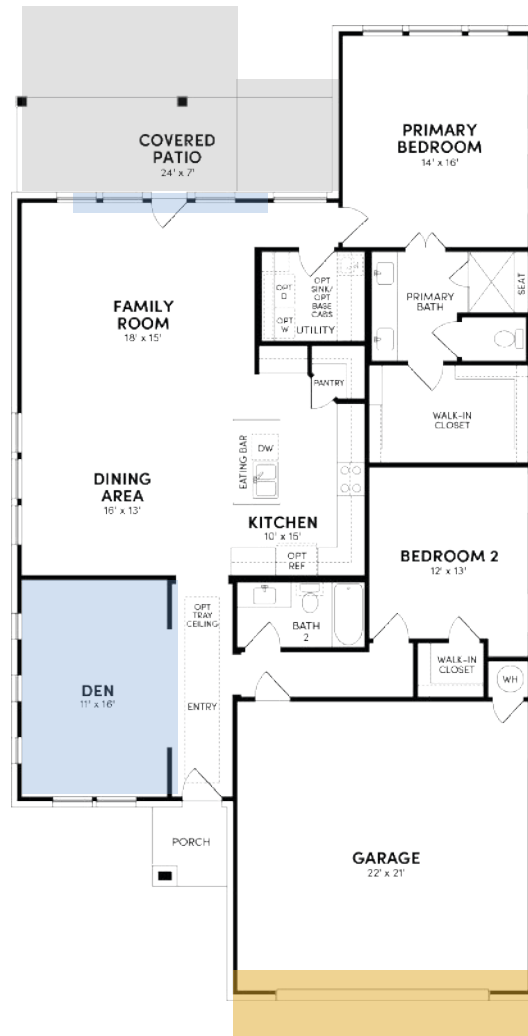 COVERED
PATIO
24' x 7'
PRIMARY
BEDROOM
14' x 16'
FAMILY
ROOM
18' x 15'
OPT
D
OPT
W
OPT
SINK/
OPT
BASE
CABS
UTILITY
PRIMARY
BATH
SEAT
PANTRY
WALK-IN
CLOSET
EATING BAR
DW
DINING
AREA
16' x 13'
KITCHEN
10' x 15'
OPT
REF
BEDROOM 2
12' x 13'
OPT
TRAY
CEILING
BATH
2
WALK-IN
CLOSET
WH
DEN
11' x 16'
ENTRY
PORCH
GARAGE
22' x 21'